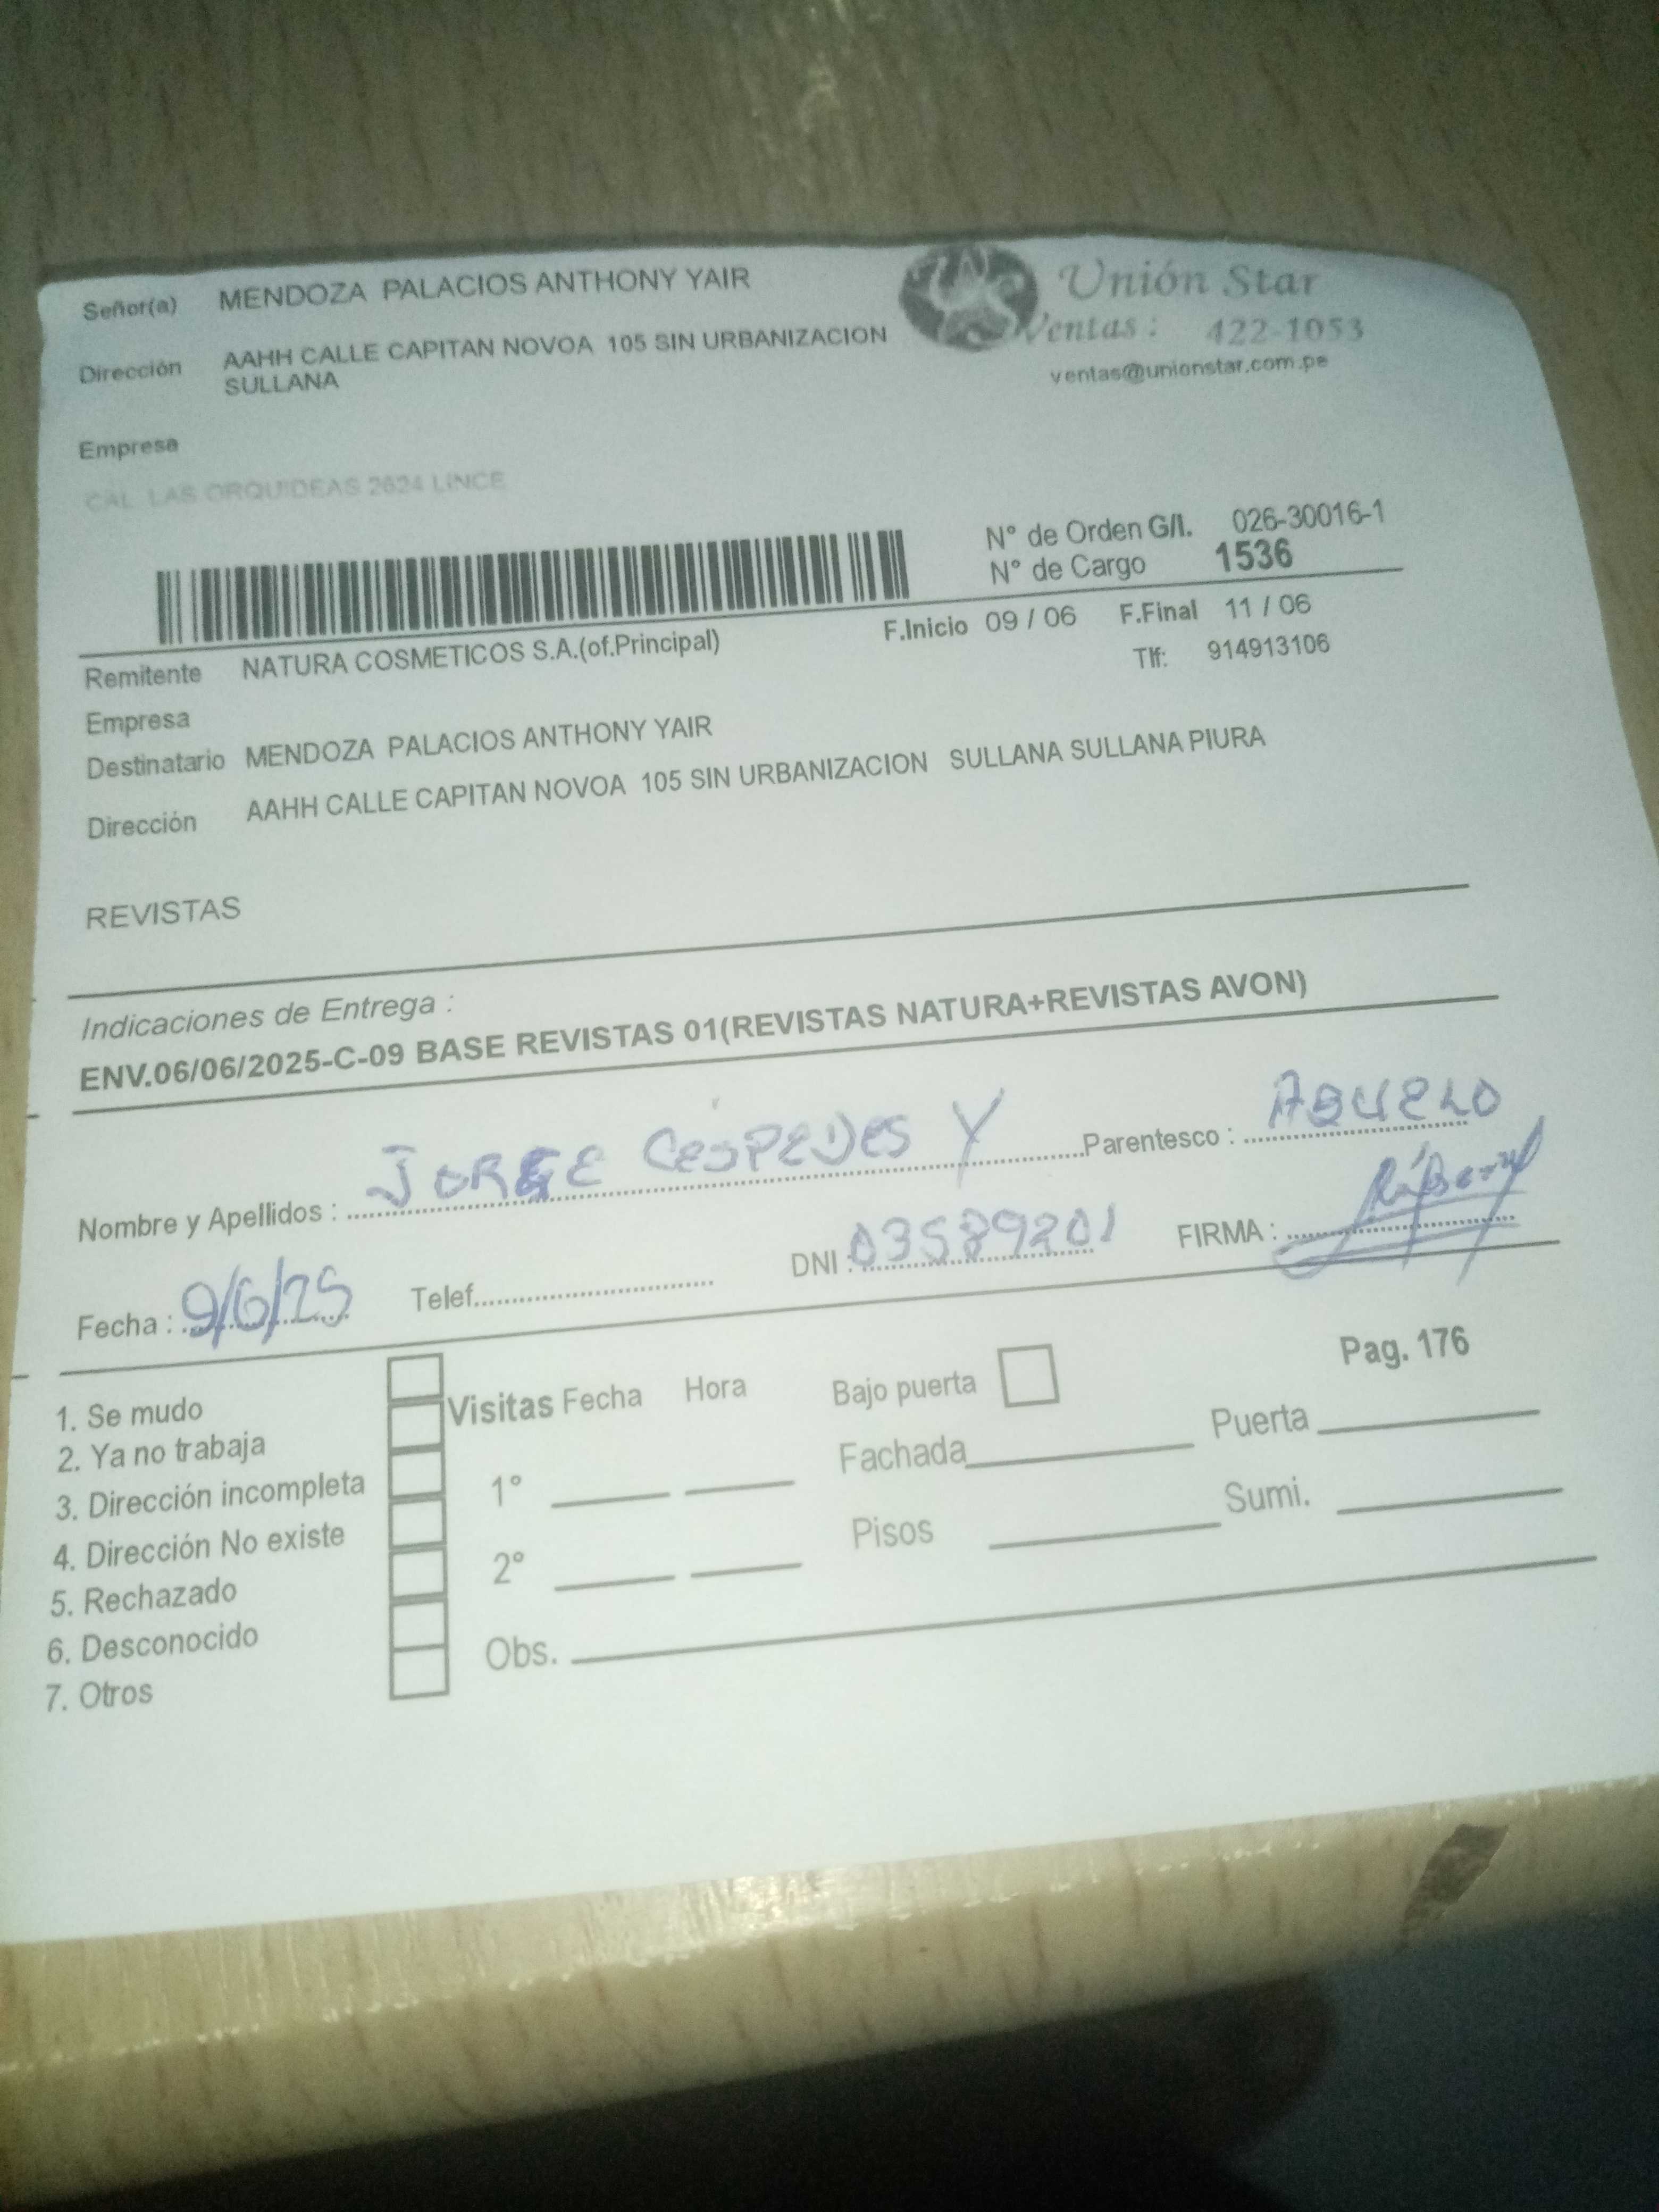 Señor(a) MENDOZA PALACIOS ANTHONY YAIR
Unión Star
Ventas : 422-1053
ventas@unionstar.com.pe
Dirección AAHH CALLE CAPITAN NOVOA 105 SIN URBANIZACION
SULLANA
Empresa
CAL. LAS ORQUIDEAS 2624 LINCE
N° de Orden G/I. 026-30016-1
N° de Cargo 1536
F.Inicio 09 / 06 F.Final 11 / 06
Remitente NATURA COSMETICOS S.A.(of.Principal) Tlf: 914913106
Empresa
Destinatario MENDOZA PALACIOS ANTHONY YAIR
Dirección AAHH CALLE CAPITAN NOVOA 105 SIN URBANIZACION SULLANA SULLANA PIURA
REVISTAS
Indicaciones de Entrega :
ENV.06/06/2025-C-09 BASE REVISTAS 01(REVISTAS NATURA+REVISTAS AVON)
Nombre y Apellidos : JORGE CESPEDES Y Parentesco : ABUELO
Fecha : 9/6/25 Telef. DNI : 03589201 FIRMA :
Pag. 176
1. Se mudo
2. Ya no trabaja
3. Dirección incompleta
4. Dirección No existe
5. Rechazado
6. Desconocido
7. Otros
Visitas Fecha Hora
1°
2°
Obs.
Bajo puerta
Fachada Puerta
Pisos Sumi.